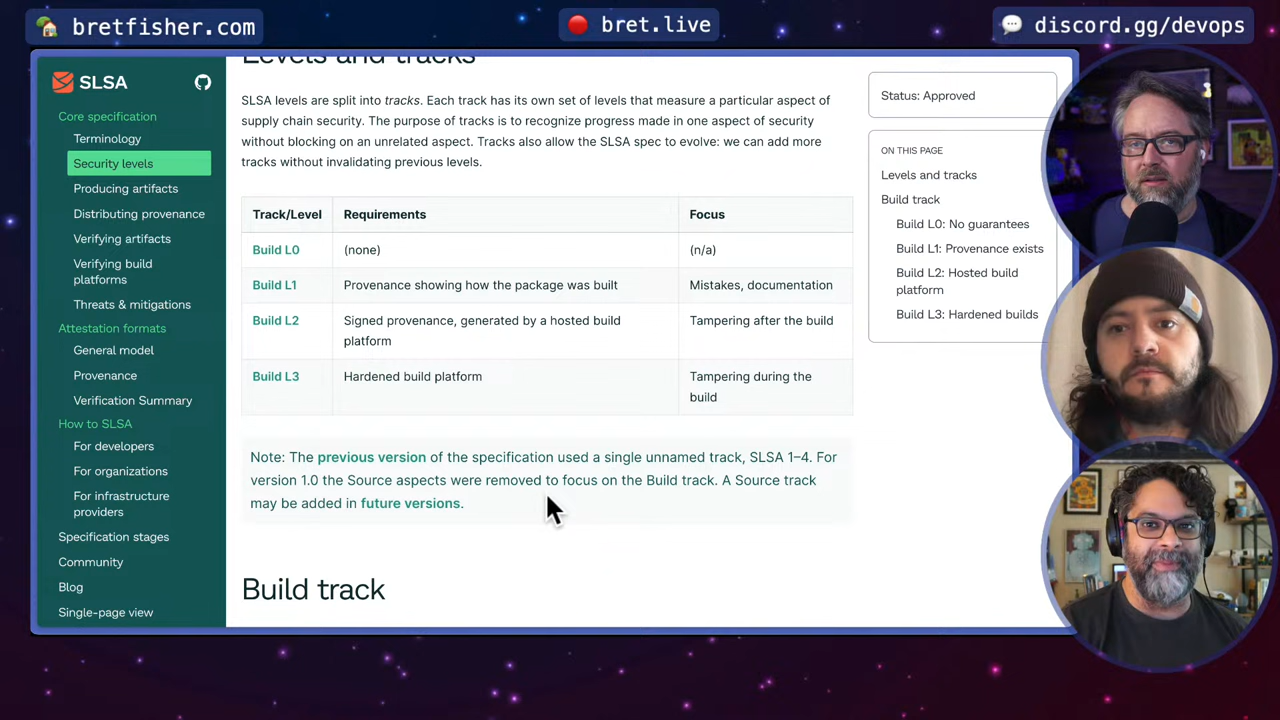 bretfisher.com
bret.live
discord.gg/devops
SLSA
Core specification
Terminology
Security levels
Producing artifacts
Distributing provenance
Verifying artifacts
Verifying build
platforms
Threats & mitigations
Attestation formats
General model
Provenance
Verification Summary
How to SLSA
For developers
For organizations
For infrastructure
providers
Specification stages
Community
Blog
Single-page view
Levels and tracks
SLSA levels are split into tracks. Each track has its own set of levels that measure a particular aspect of
supply chain security. The purpose of tracks is to recognize progress made in one aspect of security
without blocking on an unrelated aspect. Tracks also allow the SLSA spec to evolve: we can add more
tracks without invalidating previous levels.
Track/Level Requirements Focus
Build L0 (none) (n/a)
Build L1 Provenance showing how the package was built Mistakes, documentation
Build L2 Signed provenance, generated by a hosted build Tampering after the build
platform
Build L3 Hardened build platform Tampering during the
build
Note: The previous version of the specification used a single unnamed track, SLSA 1–4. For
version 1.0 the Source aspects were removed to focus on the Build track. A Source track
may be added in future versions.
Build track
Status: Approved
ON THIS PAGE
Levels and tracks
Build track
Build L0: No guarantees
Build L1: Provenance exists
Build L2: Hosted build
platform
Build L3: Hardened builds